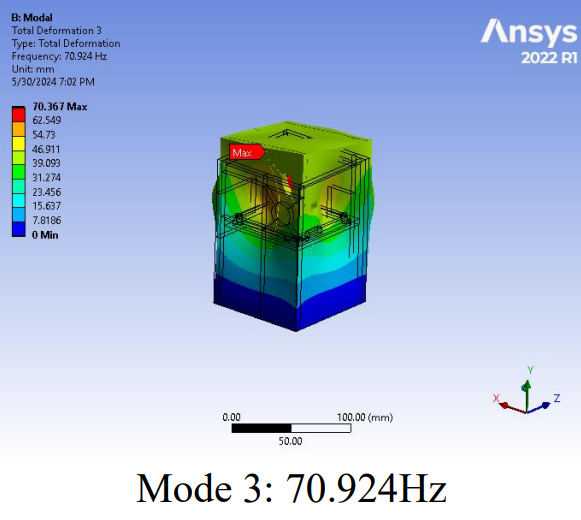 B: Modal
Total Deformation 3
Type: Total Deformation
Frequency: 70.924 Hz
Unit: mm
5/30/2024 7:02 PM
Ansys
2022 R1
70.367 Max
62.549
54.73
46.911
39.093
31.274
23.456
15.637
7.8186
0 Min
Max
Y
X
Z
0.00
100.00 (mm)
50.00
Mode 3: 70.924Hz